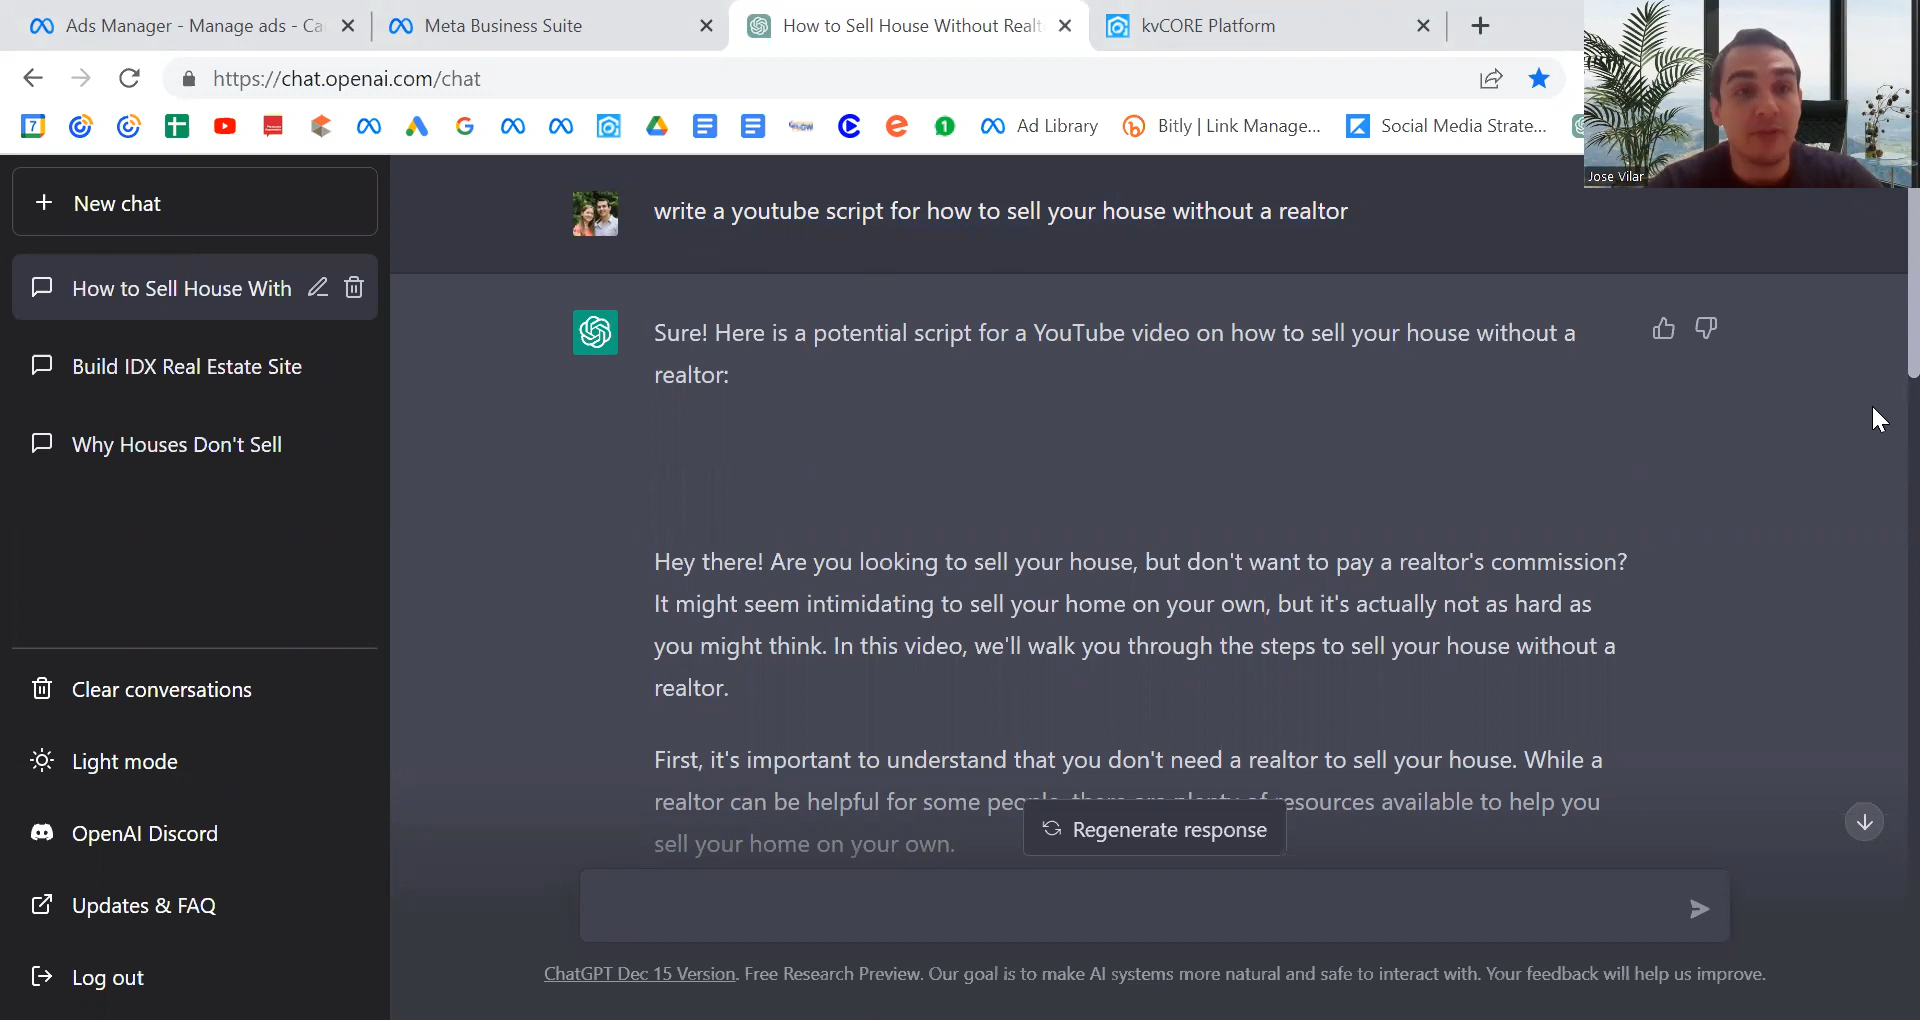 Ads Manager - Manage ads - Ca
Meta Business Suite
How to Sell House Without Realt
kvCORE Platform
https://chat.openai.com/chat
7
Ad Library
Bitly | Link Manage...
Social Media Strate...
Jose Vilar
New chat
How to Sell House With
Build IDX Real Estate Site
Why Houses Don't Sell
Clear conversations
Light mode
OpenAI Discord
Updates & FAQ
Log out
write a youtube script for how to sell your house without a realtor
Sure! Here is a potential script for a YouTube video on how to sell your house without a
realtor:
Hey there! Are you looking to sell your house, but don't want to pay a realtor's commission?
It might seem intimidating to sell your home on your own, but it's actually not as hard as
you might think. In this video, we'll walk you through the steps to sell your house without a
realtor.
First, it's important to understand that you don't need a realtor to sell your house. While a
realtor can be helpful for some people, there are plenty of resources available to help you
sell your home on your own.
Regenerate response
ChatGPT Dec 15 Version. Free Research Preview. Our goal is to make AI systems more natural and safe to interact with. Your feedback will help us improve.